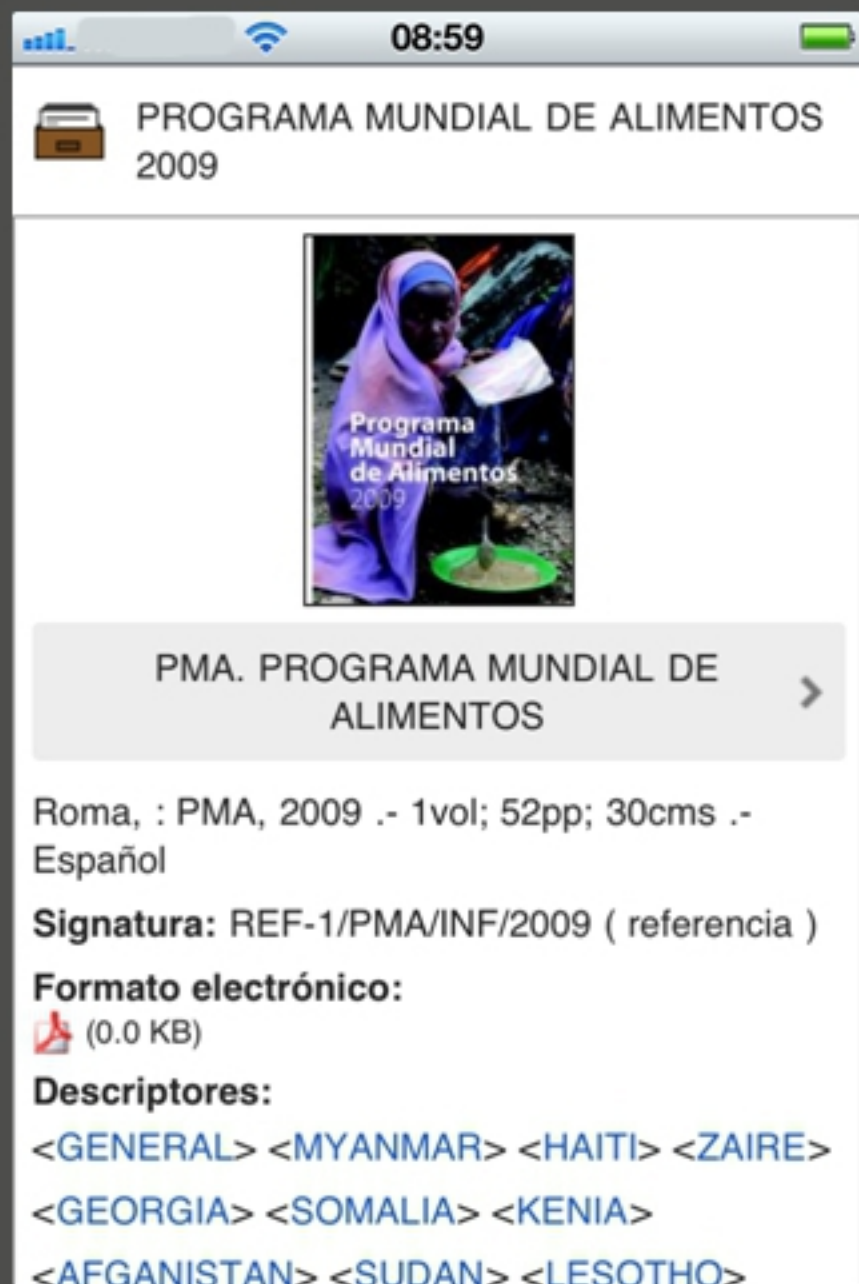 08:59
PROGRAMA MUNDIAL DE ALIMENTOS
2009
Programa
Mundial
de Alimentos
2009
PMA. PROGRAMA MUNDIAL DE
ALIMENTOS
Roma, : PMA, 2009 .- 1vol; 52pp; 30cms .-
Español
Signatura: REF-1/PMA/INF/2009 ( referencia )
Formato electrónico:
(0.0 KB)
Descriptores:
<GENERAL> <MYANMAR> <HAITI> <ZAIRE>
<GEORGIA> <SOMALIA> <KENIA>
<AFGANISTAN> <SUDAN> <LESOTHO>